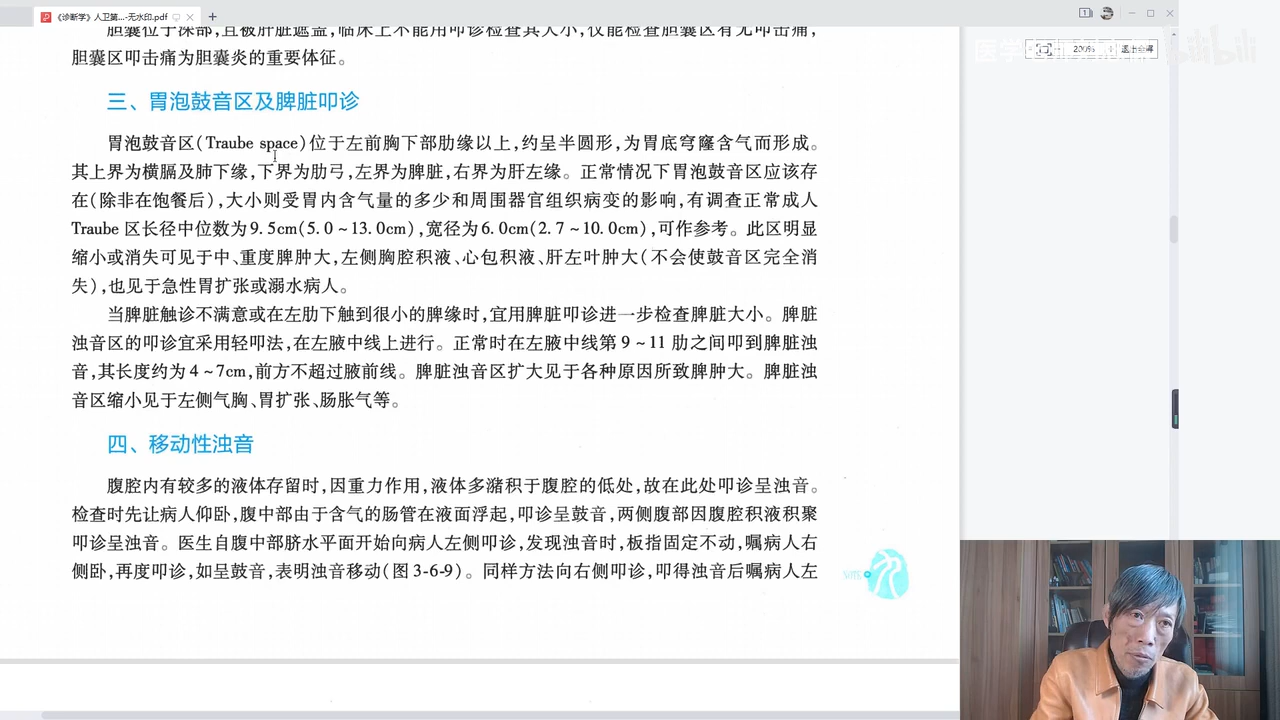 《诊断学》人卫第...-无水印.pdf
200%
bilibili
胆囊位于深部,且被肝脏遮盖,临床上不能用叩诊检查其大小,仅能检查胆囊区有无叩击痛,
胆囊区叩击痛为胆囊炎的重要体征。
三、胃泡鼓音区及脾脏叩诊
胃泡鼓音区(Traube space)位于左前胸下部肋缘以上,约呈半圆形,为胃底穹窿含气而形成。
其上界为横膈及肺下缘,下界为肋弓,左界为脾脏,右界为肝左缘。正常情况下胃泡鼓音区应该存
在(除非在饱餐后),大小则受胃内含气量的多少和周围器官组织病变的影响,有调查正常成人
Traube 区长径中位数为9.5cm(5.0~13.0cm),宽径为6.0cm(2.7~10.0cm),可作参考。此区明显
缩小或消失可见于中、重度脾肿大,左侧胸腔积液、心包积液、肝左叶肿大(不会使鼓音区完全消
失),也见于急性胃扩张或溺水病人。
当脾脏触诊不满意或在左肋下触到很小的脾缘时,宜用脾脏叩诊进一步检查脾脏大小。脾脏
浊音区的叩诊宜采用轻叩法,在左腋中线上进行。正常时在左腋中线第9~11肋之间叩到脾脏浊
音,其长度约为4~7cm,前方不超过腋前线。脾脏浊音区扩大见于各种原因所致脾肿大。脾脏浊
音区缩小见于左侧气胸、胃扩张、肠胀气等。
四、移动性浊音
腹腔内有较多的液体存留时,因重力作用,液体多潴积于腹腔的低处,故在此处叩诊呈浊音。
检查时先让病人仰卧,腹中部由于含气的肠管在液面浮起,叩诊呈鼓音,两侧腹部因腹腔积液积聚
叩诊呈浊音。医生自腹中部脐水平面开始向病人左侧叩诊,发现浊音时,板指固定不动,嘱病人右
侧卧,再度叩诊,如呈鼓音,表明浊音移动(图3-6-9)。同样方法向右侧叩诊,叩得浊音后嘱病人左